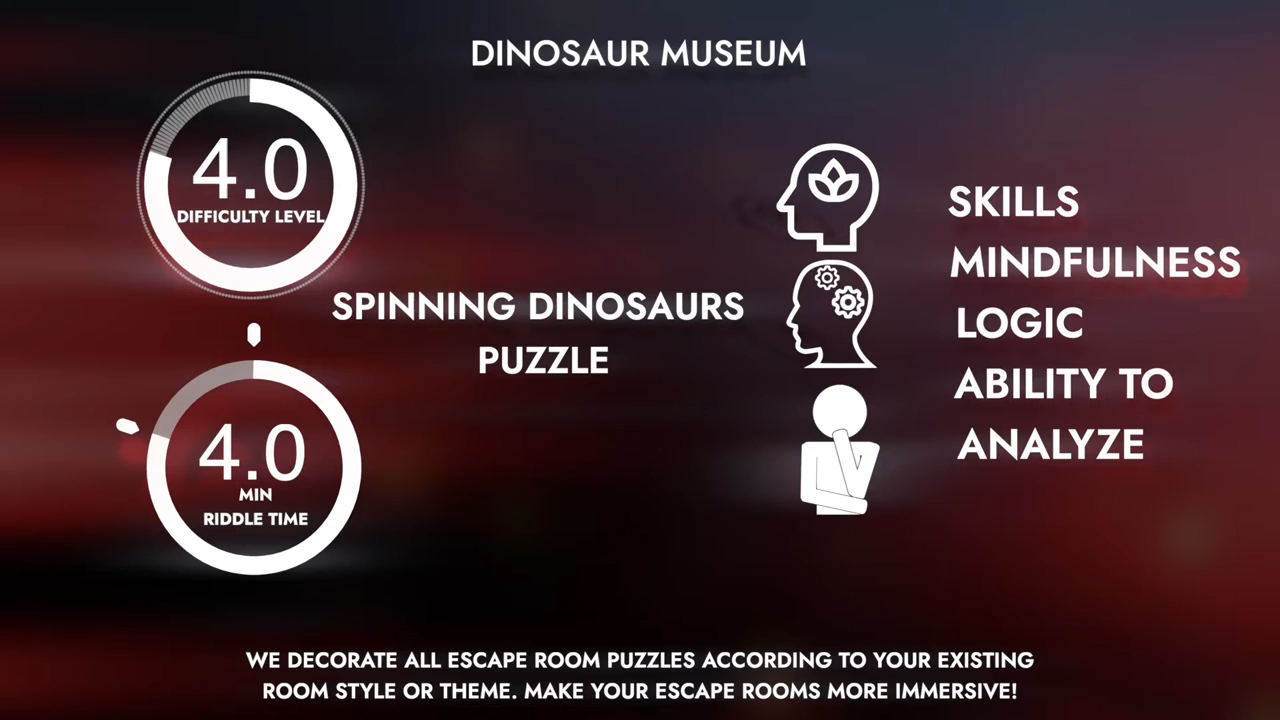 DINOSAUR MUSEUM
4.0
DIFFICULTY LEVEL
SPINNING DINOSAURS
PUZZLE
4.0
MIN
RIDDLE TIME
SKILLS
MINDFULNESS
LOGIC
ABILITY TO
ANALYZE
WE DECORATE ALL ESCAPE ROOM PUZZLES ACCORDING TO YOUR EXISTING
ROOM STYLE OR THEME. MAKE YOUR ESCAPE ROOMS MORE IMMERSIVE!